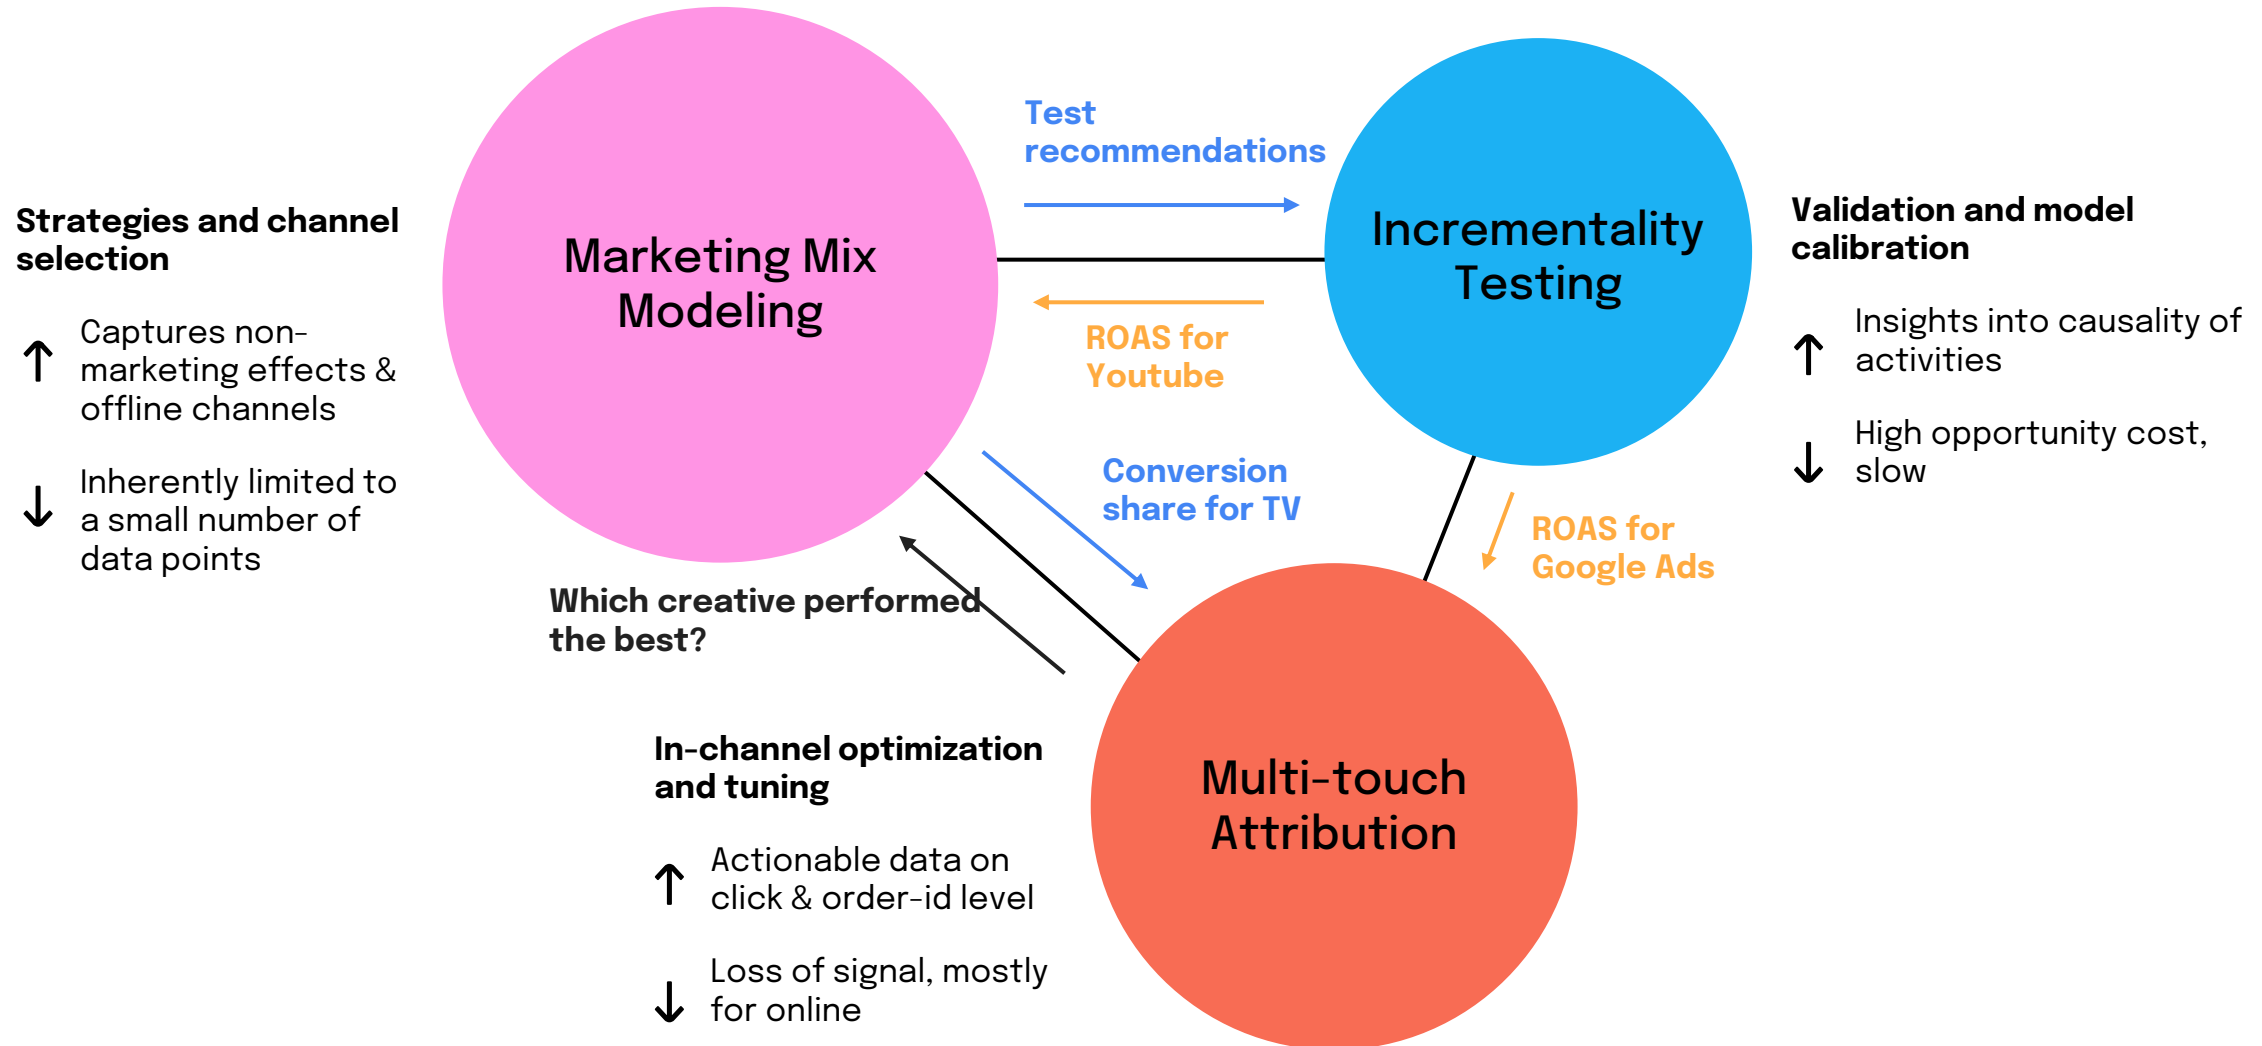 Strategies and channel
selection
↑ Captures non-
marketing effects &
offline channels
↓ Inherently limited to
a small number of
data points
Marketing Mix
Modeling
Test
recommendations
ROAS for
Youtube
Incrementality
Testing
Validation and model
calibration
↑ Insights into causality of
activities
↓ High opportunity cost,
slow
Conversion
share for TV
ROAS for
Google Ads
Which creative performed
the best?
In-channel optimization
and tuning
↑ Actionable data on
click & order-id level
↓ Loss of signal, mostly
for online
Multi-touch
Attribution